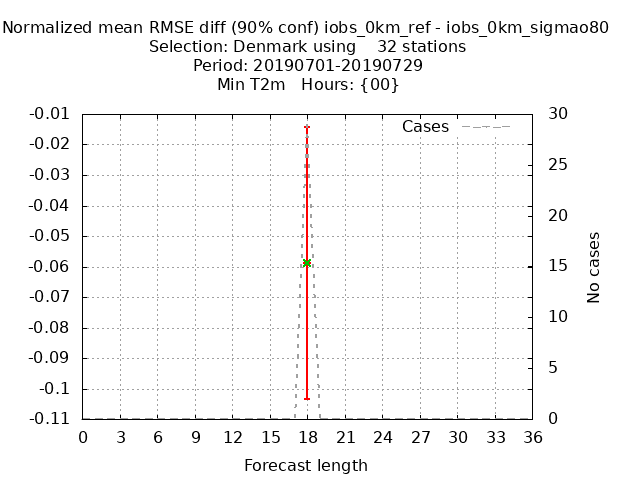 Normalized mean RMSE diff (90% conf) iobs_0km_ref - iobs_0km_sigmao80
Selection: Denmark using 32 stations
Period: 20190701-20190729
Min T2m Hours: {00}
Cases
-0.01
-0.02
-0.03
-0.04
-0.05
-0.06
-0.07
-0.08
-0.09
-0.1
-0.11
30
25
20
15
10
5
0
No cases
0 3 6 9 12 15 18 21 24 27 30 33 36
Forecast length